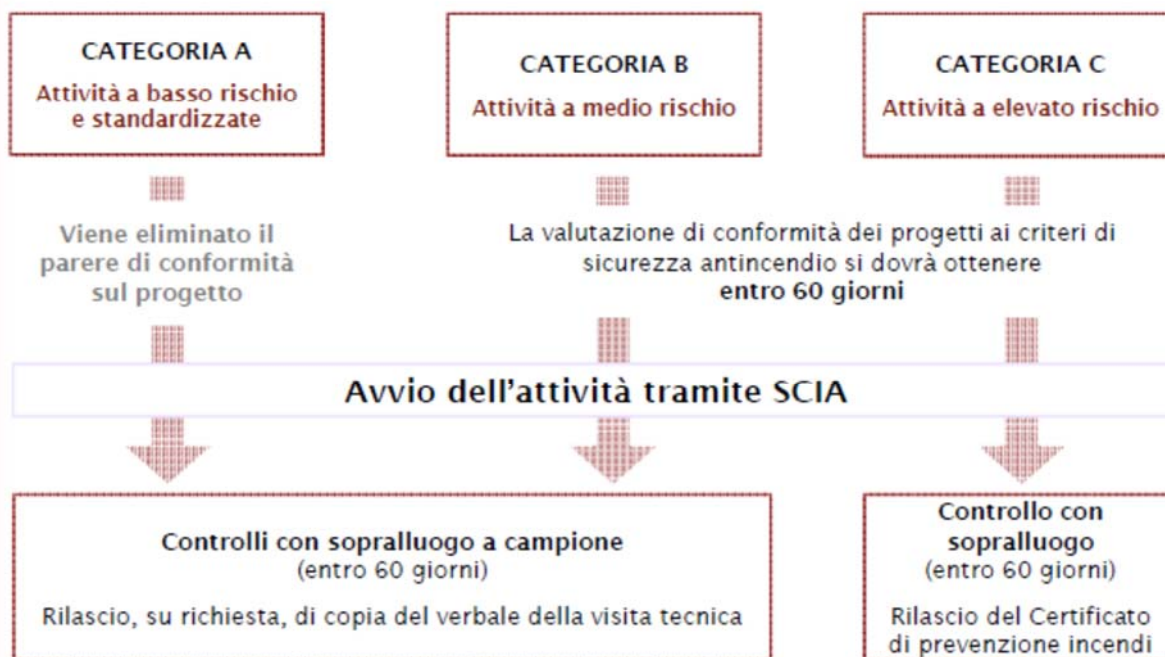 CATEGORIA A
Attività a basso rischio
e standardizzate
CATEGORIA B
Attività a medio rischio
CATEGORIA C
Attività a elevato rischio
Viene eliminato il
parere di conformità
sul progetto
La valutazione di conformità dei progetti ai criteri di
sicurezza antincendio si dovrà ottenere
entro 60 giorni
Avvio dell'attività tramite SCIA
Controlli con sopralluogo a campione
(entro 60 giorni)
Rilascio, su richiesta, di copia del verbale della visita tecnica
Controllo con
sopralluogo
(entro 60 giorni)
Rilascio del Certificato
di prevenzione incendi